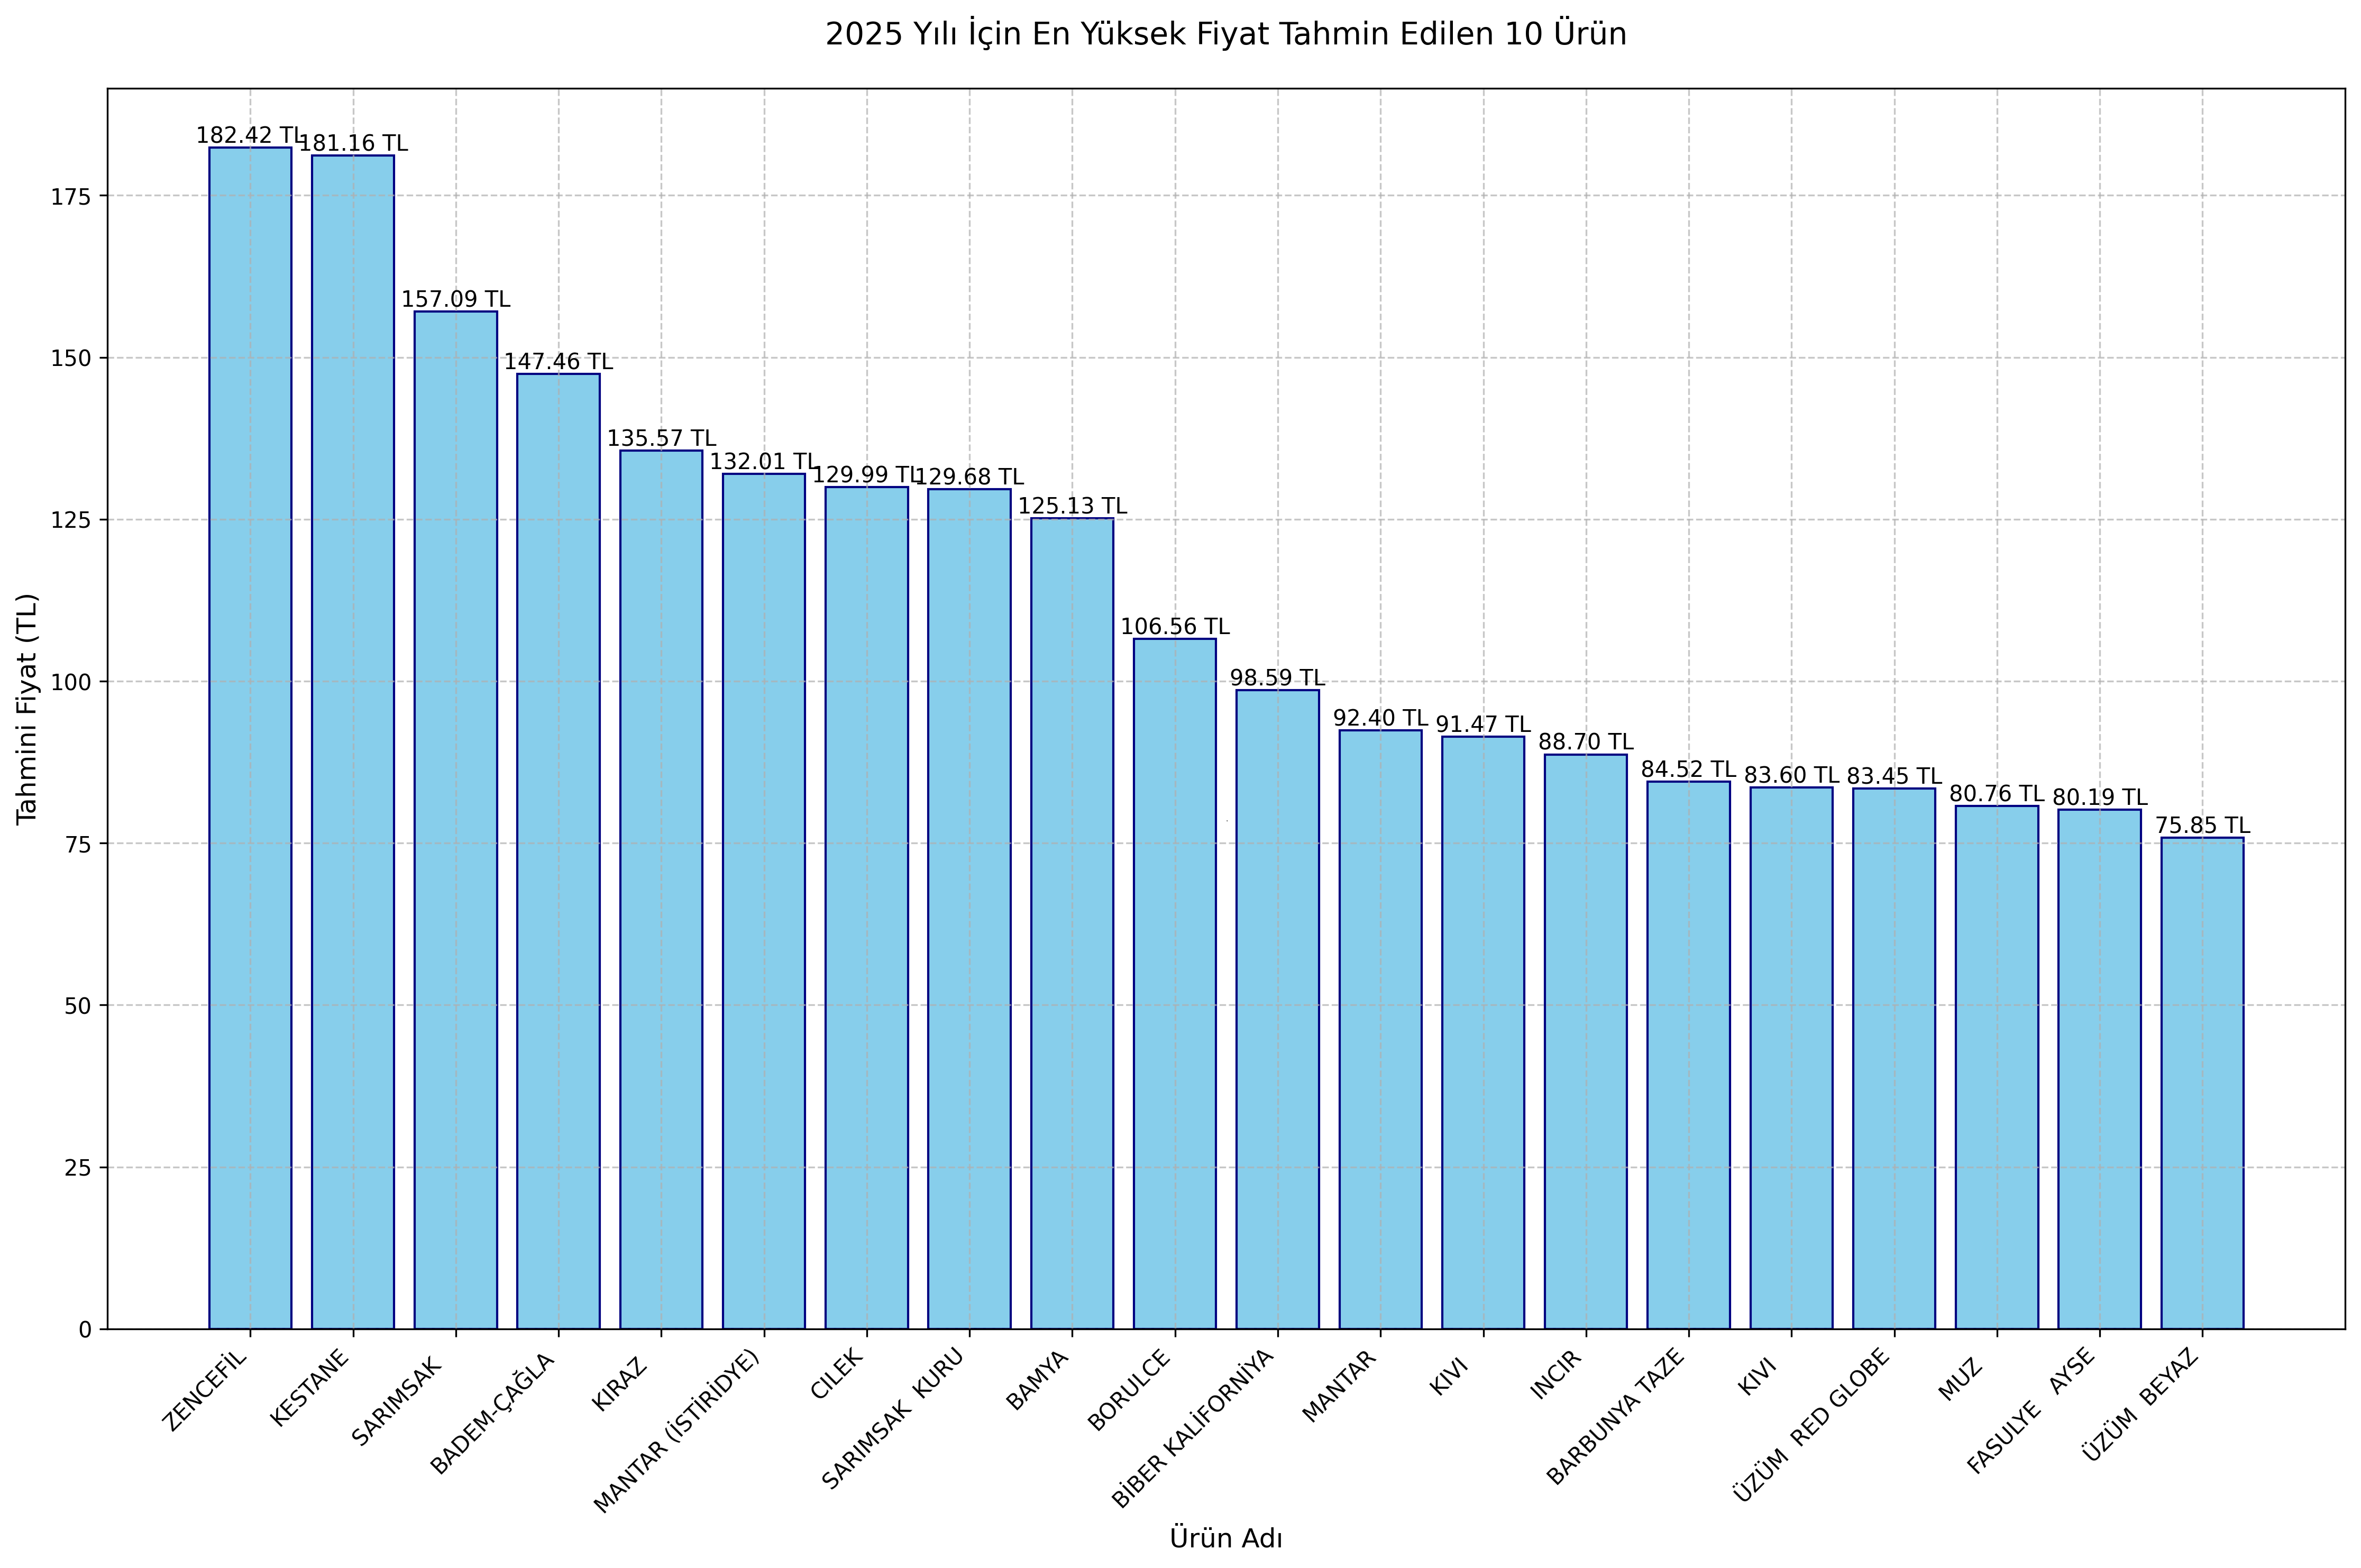 2025 Yılı İçin En Yüksek Fiyat Tahmin Edilen 10 Ürün
Tahmini Fiyat (TL)
175
150
125
100
75
50
25
0
182.42 TL
181.16 TL
157.09 TL
147.46 TL
135.57 TL
132.01 TL
129.99 TL
129.68 TL
125.13 TL
106.56 TL
98.59 TL
92.40 TL
91.47 TL
88.70 TL
84.52 TL
83.60 TL
83.45 TL
80.76 TL
80.19 TL
75.85 TL
ZENCEFİL
KESTANE
SARIMSAK
BADEM-ÇAĞLA
KIRAZ
MANTAR (İSTİRİDYE)
CILEK
SARIMSAK  KURU
BAMYA
BORULCE
BİBER KALİFORNİYA
MANTAR
KIVI
INCIR
BARBUNYA TAZE
KIVI
ÜZÜM  RED GLOBE
MUZ
FASULYE    AYSE
ÜZÜM  BEYAZ
Ürün Adı